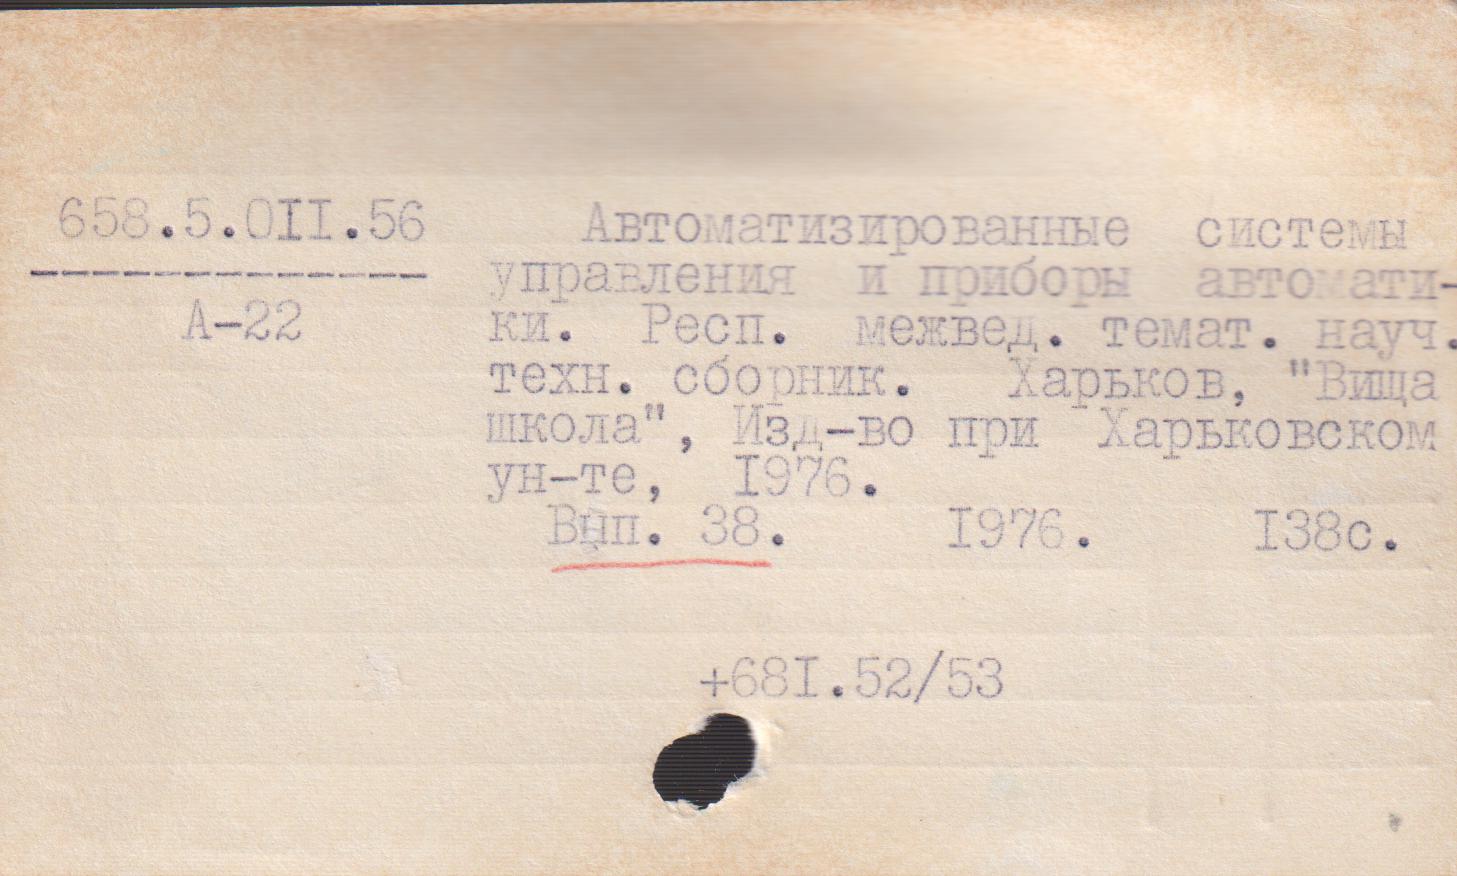 658.5.0II.56
-------------
А-22
Автоматизированные системы
управления и приборы автомати-
ки. Респ. межвед. темат. науч.
техн. сборник. Харьков, "Вища
школа", Изд-во при Харьковском
ун-те, I976.
Вып. 38. I976. I38с.
+68I.52/53